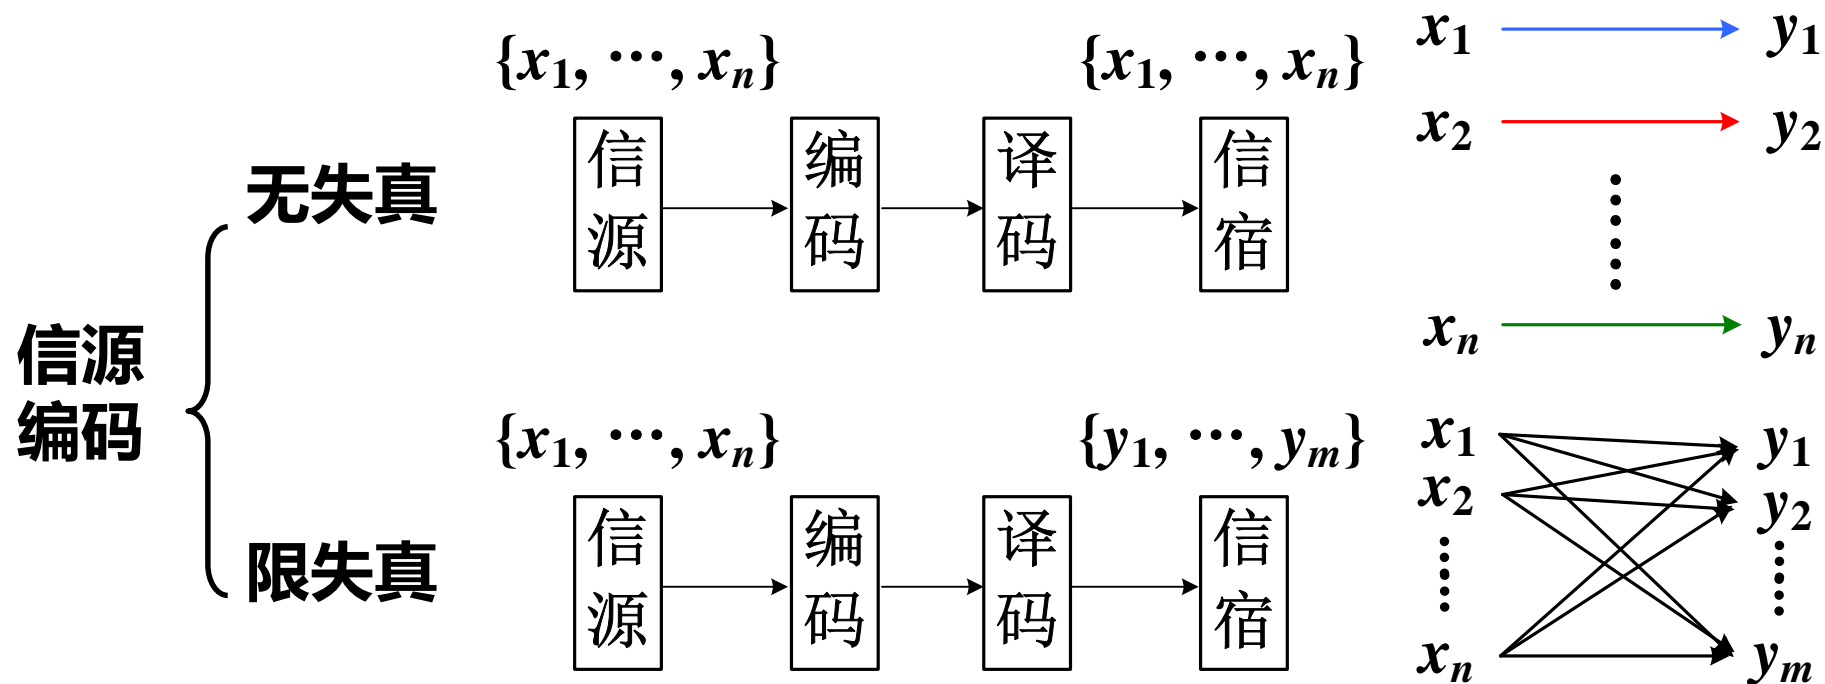 信源
编码
无失真
{x1, …, xn}
{x1, …, xn}
信源
编码
译码
信宿
x1
y1
x2
y2
xn
yn
限失真
{x1, …, xn}
{y1, …, ym}
信源
编码
译码
信宿
x1
y1
x2
y2
xn
ym